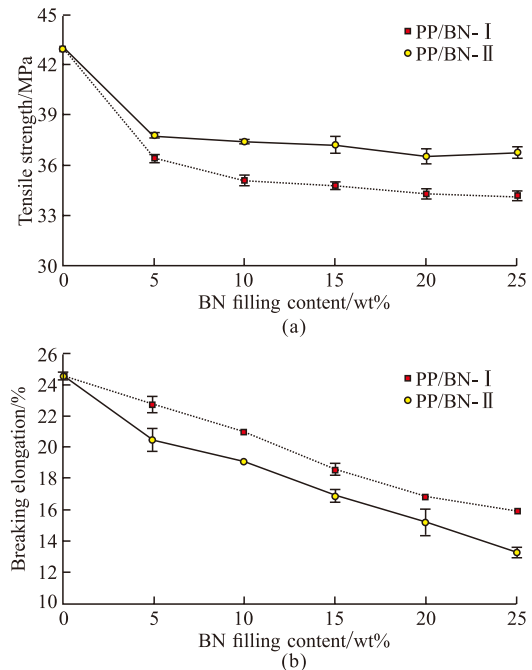 45
42
39
36
33
30
Tensile strength/MPa
PP/BN-Ⅰ
PP/BN-Ⅱ
0 5 10 15 20 25
BN filling content/wt%
(a)
26
24
22
20
18
16
14
12
10
Breaking elongation/%
PP/BN-Ⅰ
PP/BN-Ⅱ
0 5 10 15 20 25
BN filling content/wt%
(b)